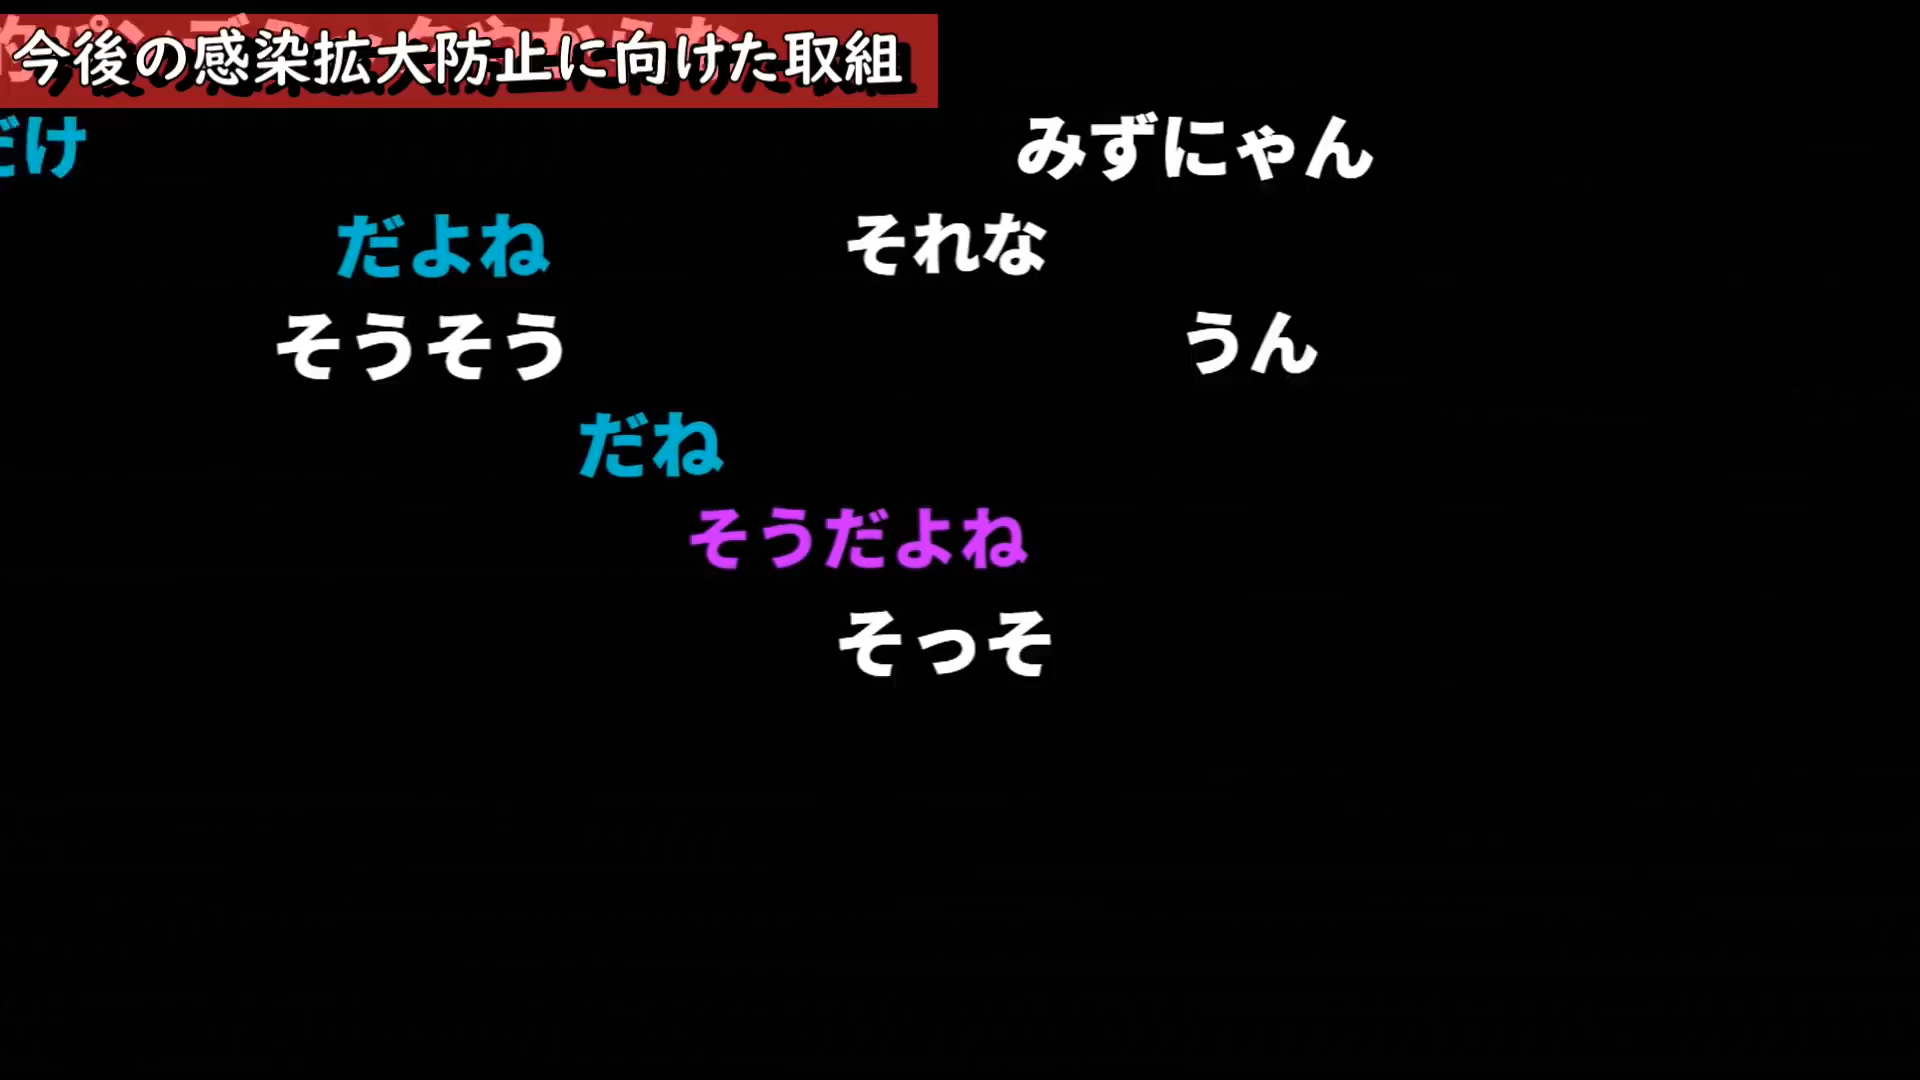 今後の感染拡大防止に向けた取組
だけ
みずにゃん
だよね
それな
そうそう
うん
だね
そうだよね
そっそ